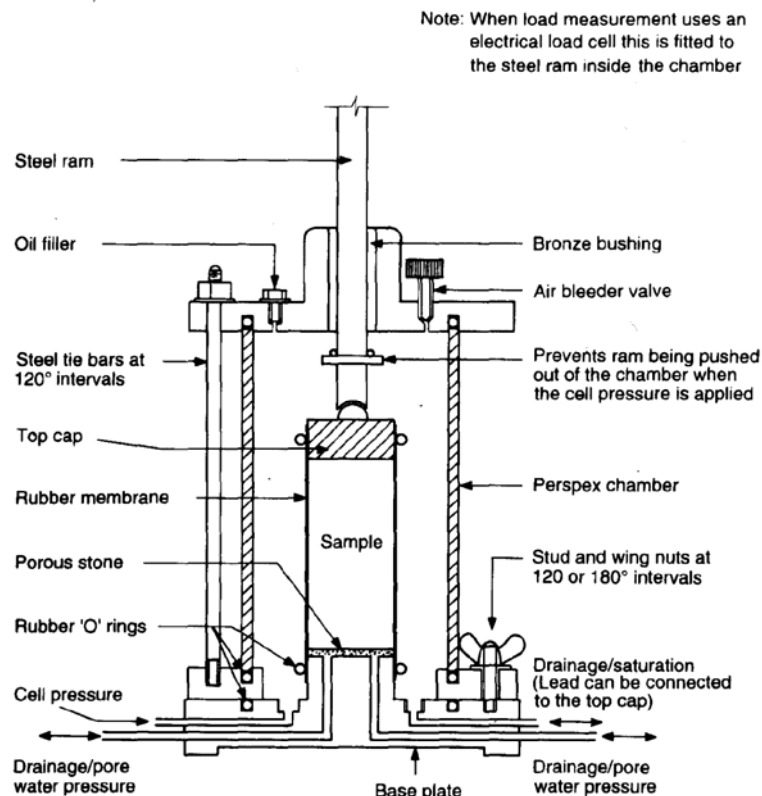 Note: When load measurement uses an
electrical load cell this is fitted to
the steel ram inside the chamber
Steel ram
Oil filler
Bronze bushing
Air bleeder valve
Steel tie bars at
120° intervals
Prevents ram being pushed
out of the chamber when
the cell pressure is applied
Top cap
Rubber membrane
Perspex chamber
Sample
Porous stone
Stud and wing nuts at
120 or 180° intervals
Rubber 'O' rings
Drainage/saturation
(Lead can be connected
to the top cap)
Cell pressure
Drainage/pore
water pressure
Base plate
Drainage/pore
water pressure